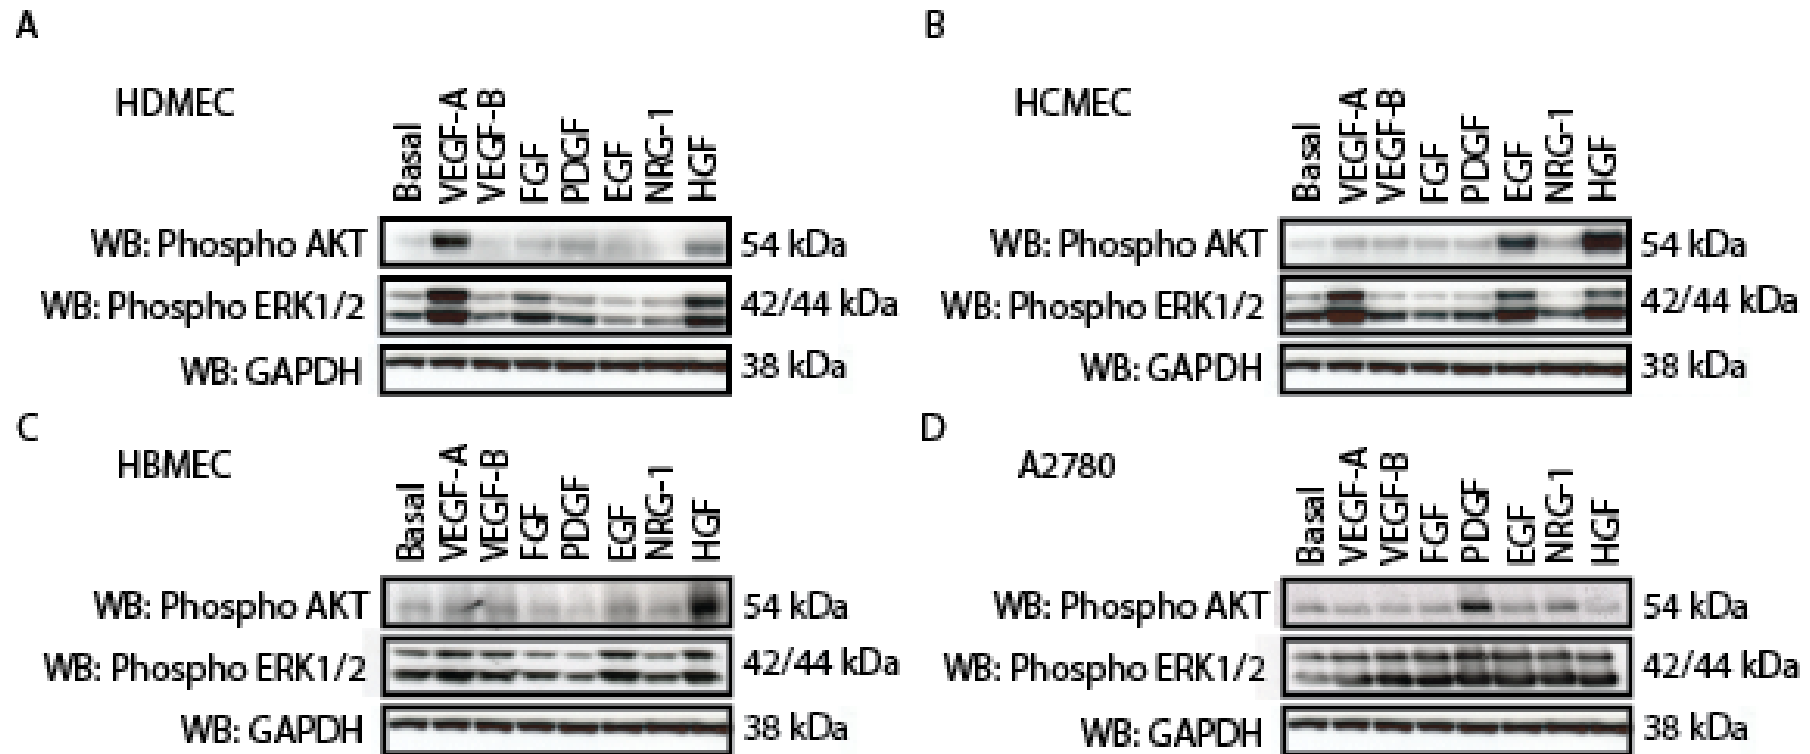 A
HDMEC
Basal
VEGF-A
VEGF-B
FGF
PDGF
EGF
NRG-1
HGF
WB: Phospho AKT 54 kDa
WB: Phospho ERK1/2 42/44 kDa
WB: GAPDH 38 kDa
B
HCMEC
Basal
VEGF-A
VEGF-B
FGF
PDGF
EGF
NRG-1
HGF
WB: Phospho AKT 54 kDa
WB: Phospho ERK1/2 42/44 kDa
WB: GAPDH 38 kDa
C
HBMEC
Basal
VEGF-A
VEGF-B
FGF
PDGF
EGF
NRG-1
HGF
WB: Phospho AKT 54 kDa
WB: Phospho ERK1/2 42/44 kDa
WB: GAPDH 38 kDa
D
A2780
Basal
VEGF-A
VEGF-B
FGF
PDGF
EGF
NRG-1
HGF
WB: Phospho AKT 54 kDa
WB: Phospho ERK1/2 42/44 kDa
WB: GAPDH 38 kDa